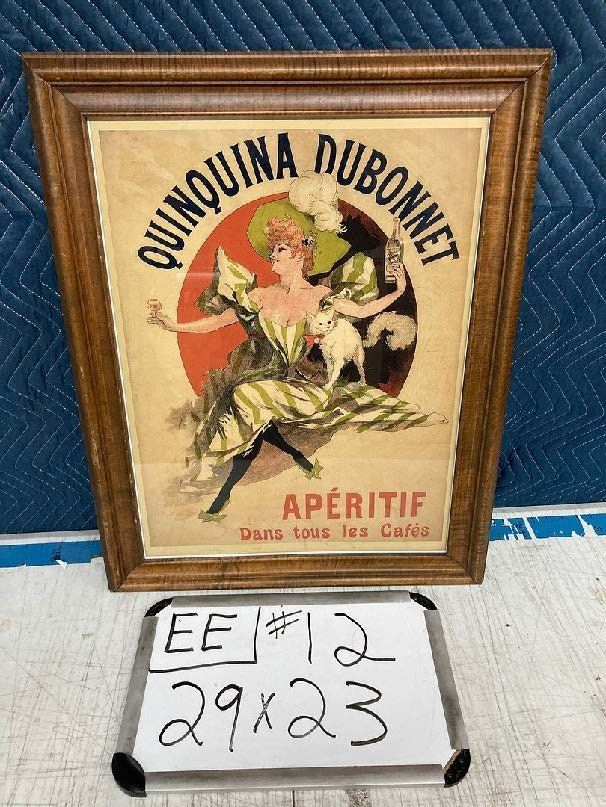 QUINQUINA DUBONNET
APÉRITIF
Dans tous les Cafés
EE #12
29x23